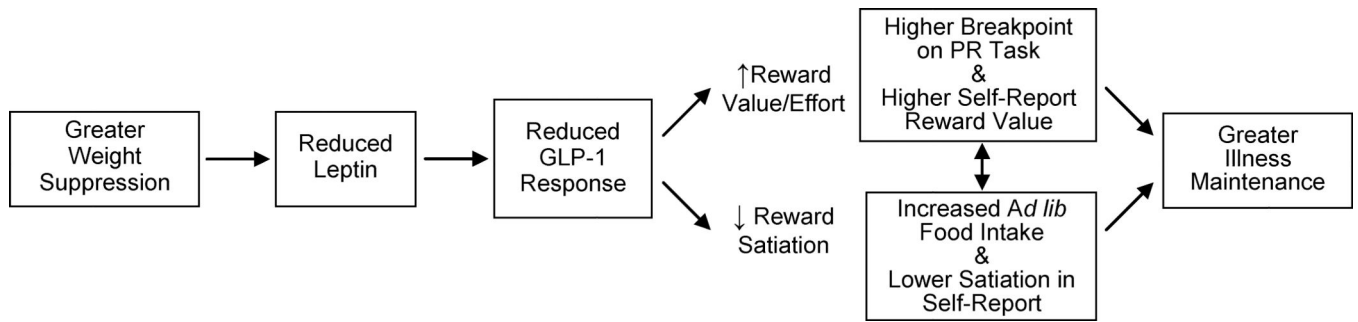 Greater
Weight
Suppression
Reduced
Leptin
Reduced
GLP-1
Response
↑Reward
Value/Effort
↓ Reward
Satiation
Higher Breakpoint
on PR Task
&
Higher Self-Report
Reward Value
Increased Ad lib
Food Intake
&
Lower Satiation in
Self-Report
Greater
Illness
Maintenance